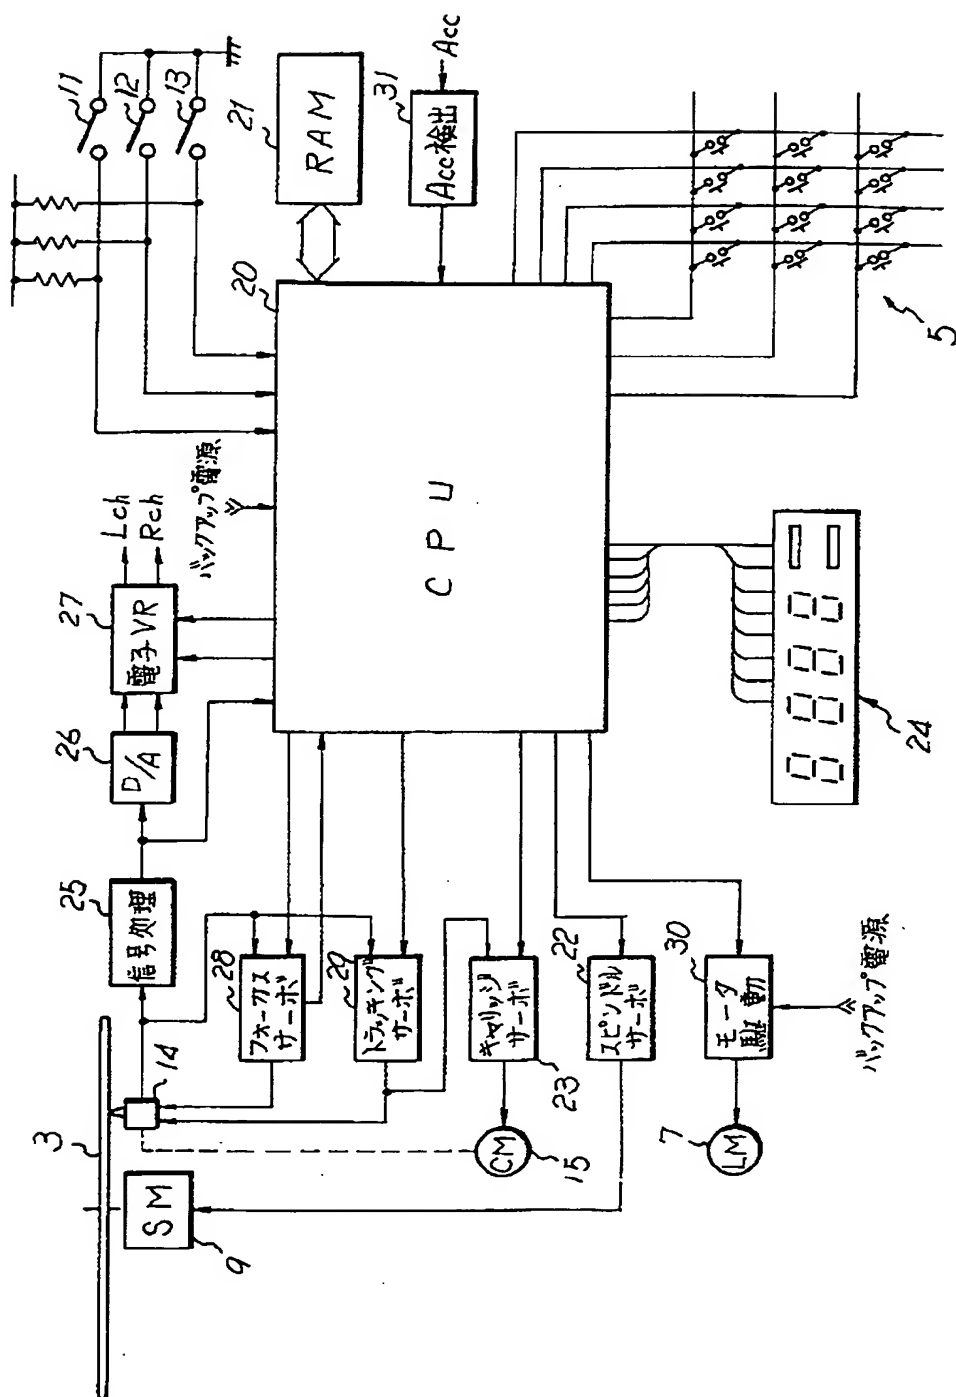 3
14
SM
9
信号処理
25
D/A
26
電子VR
27
Lch
Rch
バックアップ電源
11
12
13
RAM
21
Acc
Acc検出
31
CPU
20
フォーカス
サーボ
28
トラッキング
サーボ
29
キャリッジ
サーボ
23
スピンドル
サーボ
22
モータ
駆動
30
バックアップ電源
CM
15
LM
7
24
5